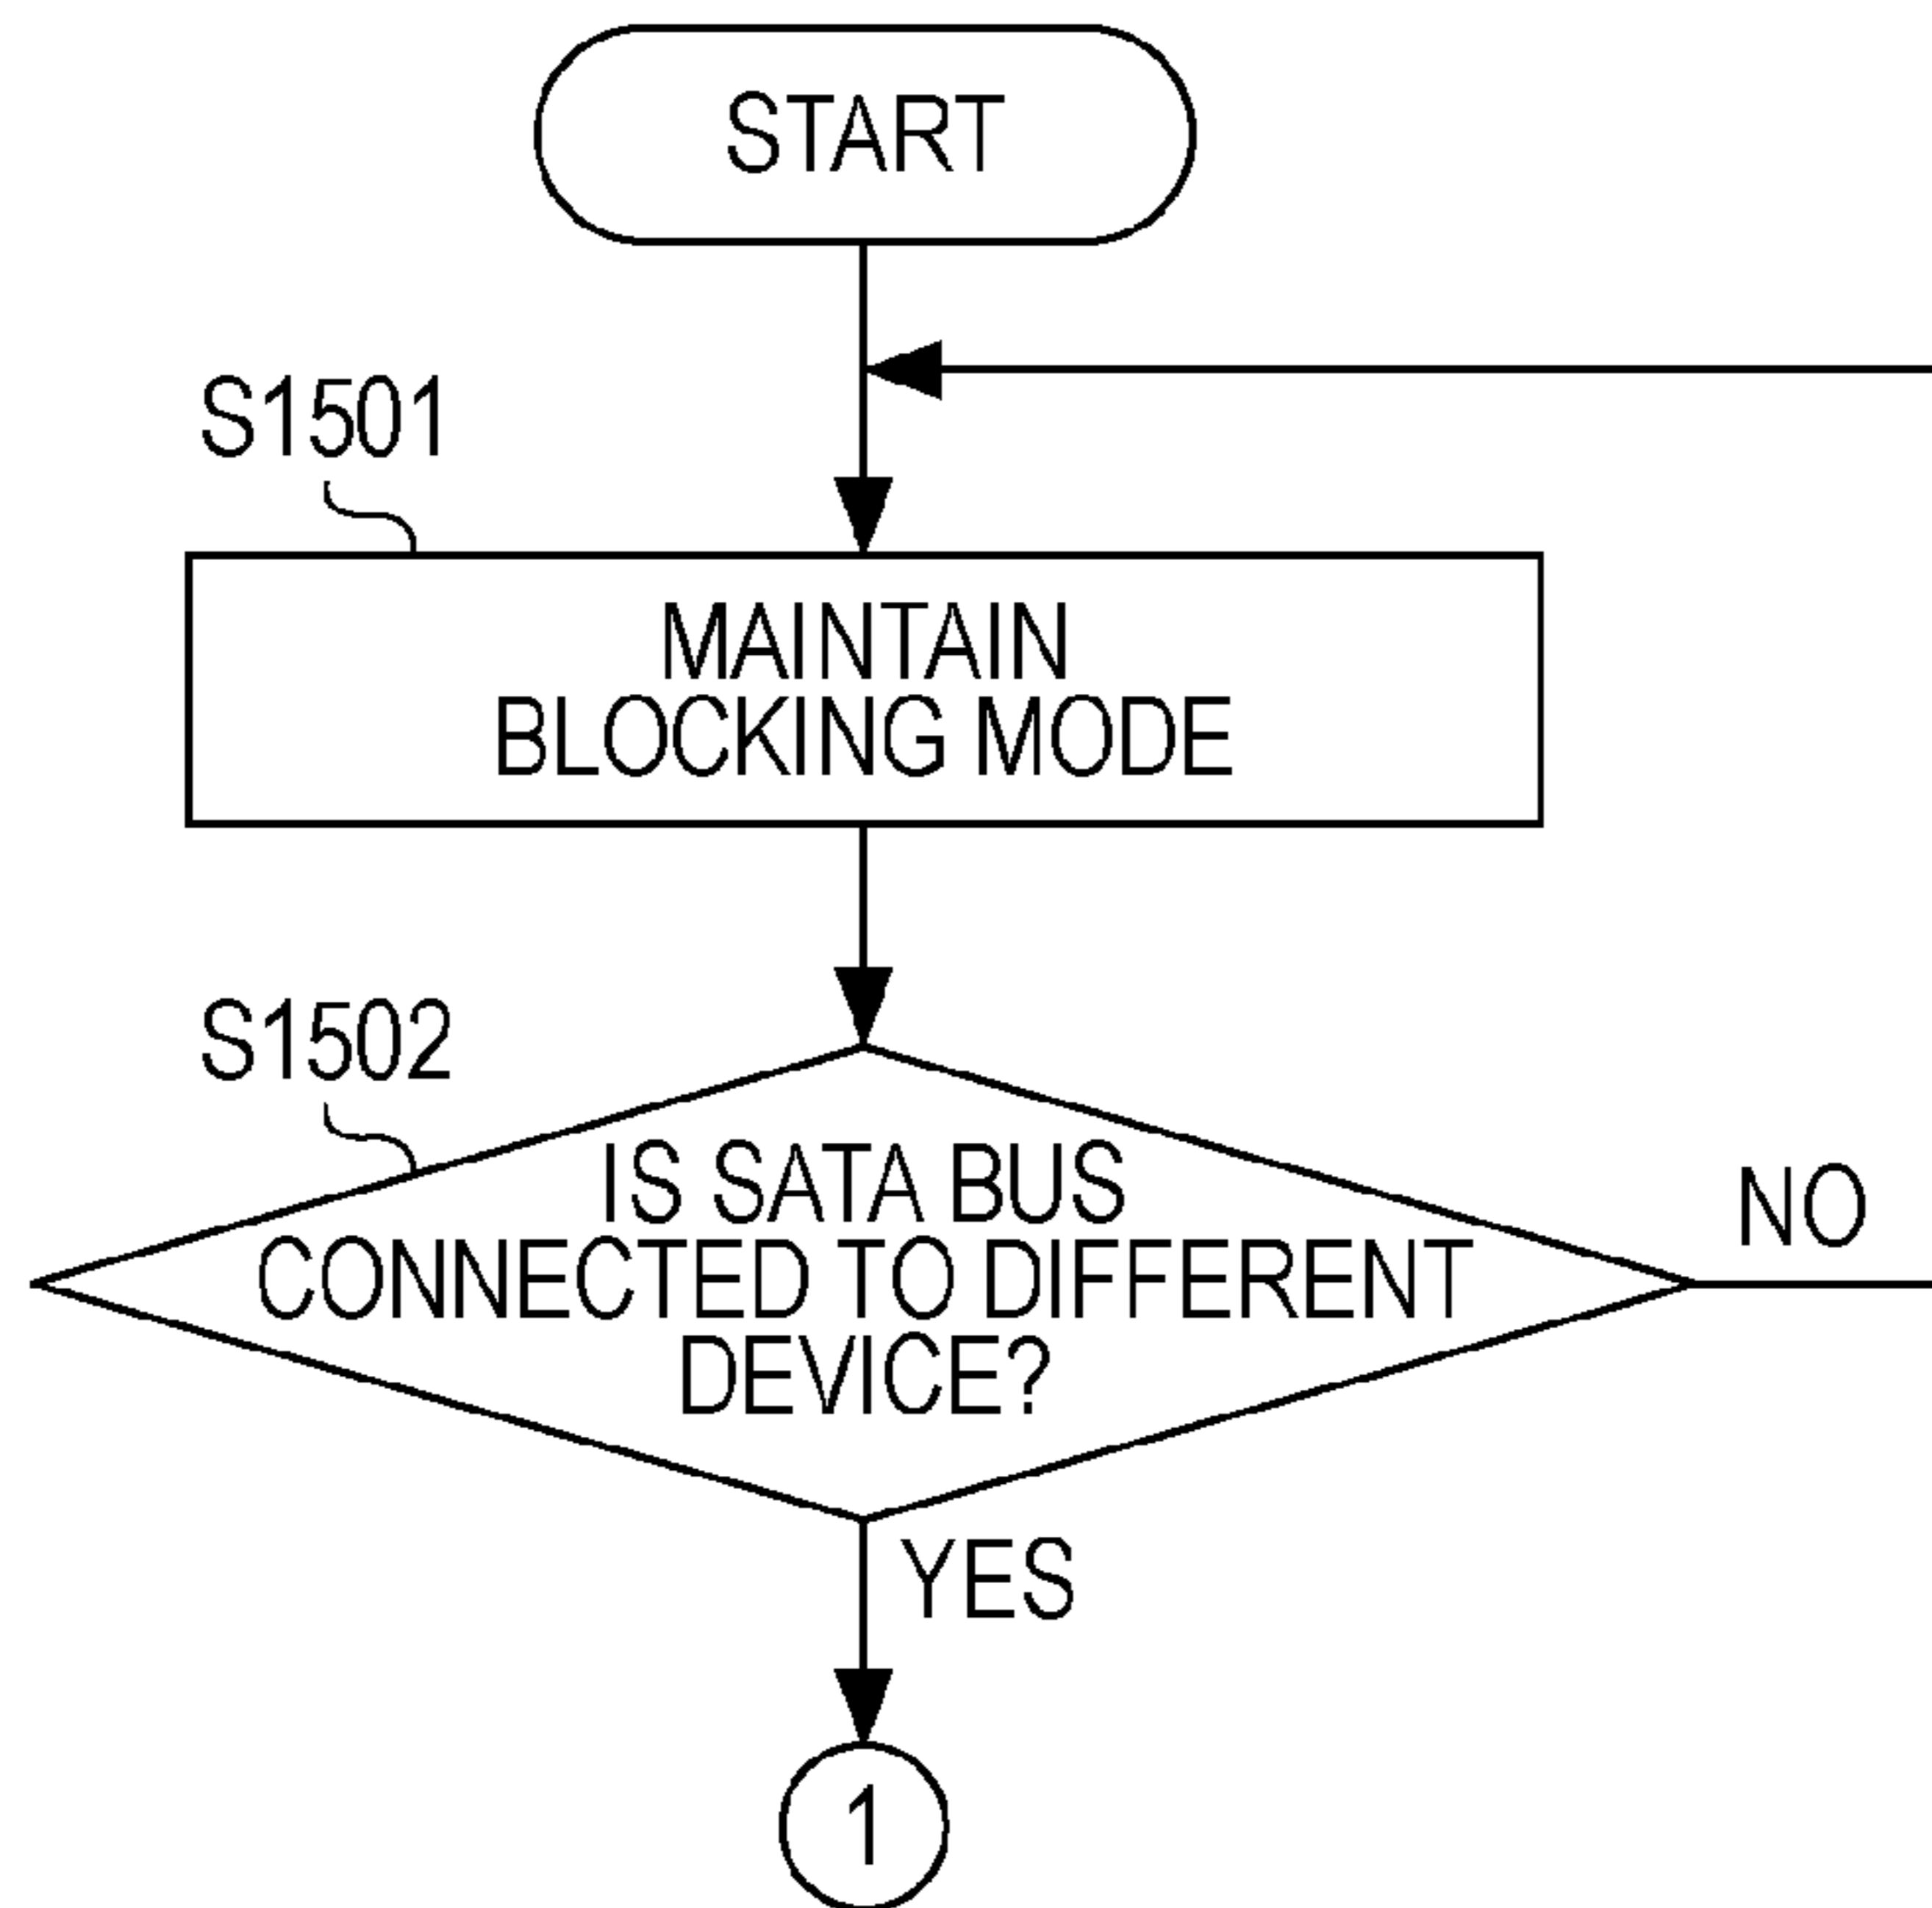 START
S1501
MAINTAIN
BLOCKING MODE
S1502
IS SATA BUS
CONNECTED TO DIFFERENT
DEVICE?
NO
YES
1